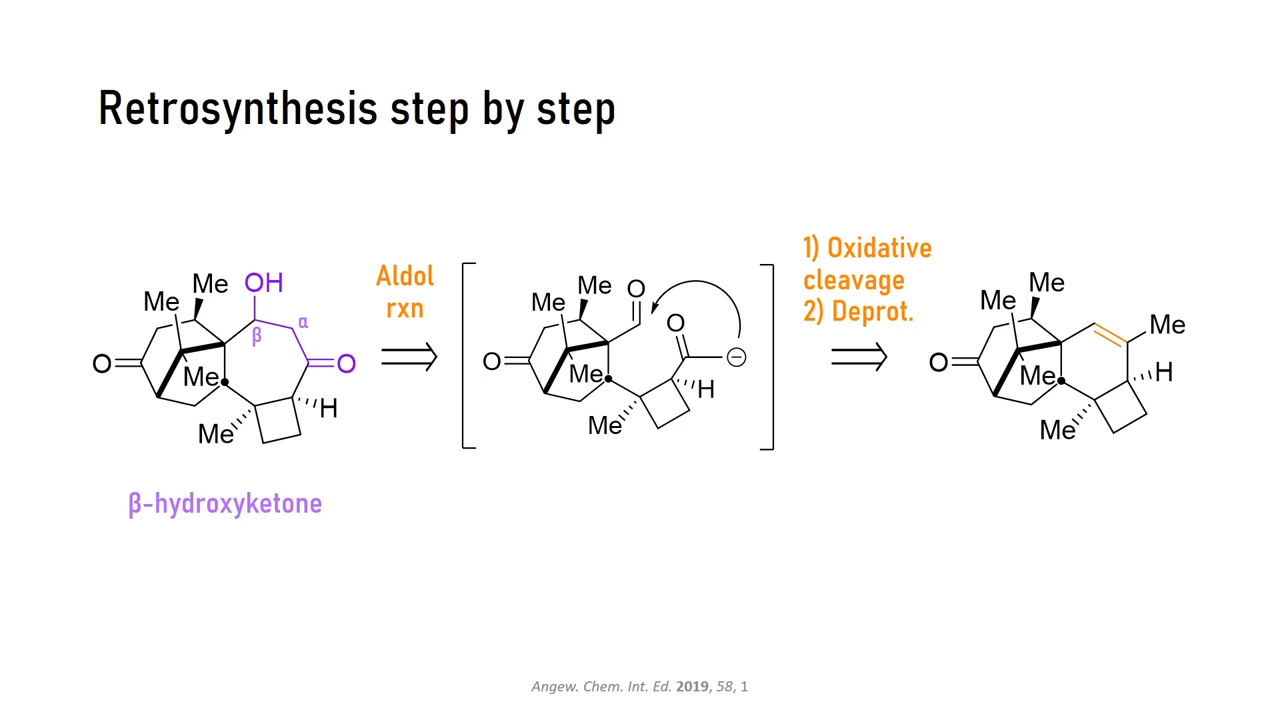 Retrosynthesis step by step
Me
Me
OH
β
α
O
O
Me
H
Me
β-hydroxyketone
Aldol
rxn
Me
Me
O
O
O
Me
H
Me
−
1) Oxidative
cleavage
2) Deprot.
Me
Me
Me
O
Me
H
Me
Angew. Chem. Int. Ed. 2019, 58, 1